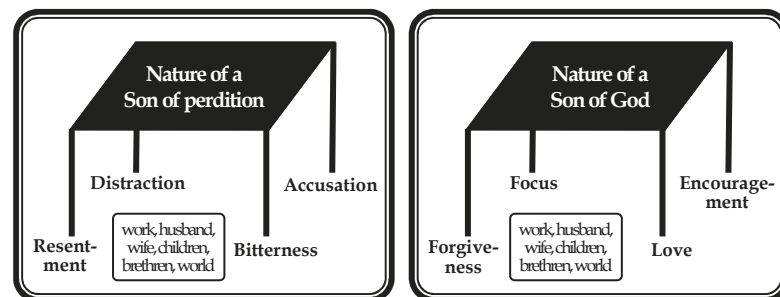 Nature of a
Son of perdition
Distraction
Accusation
Resent-
ment
Bitterness
work, husband,
wife, children,
brethren, world
Nature of a
Son of God
Focus
Encourage-
ment
Forgive-
ness
Love
work, husband,
wife, children,
brethren, world